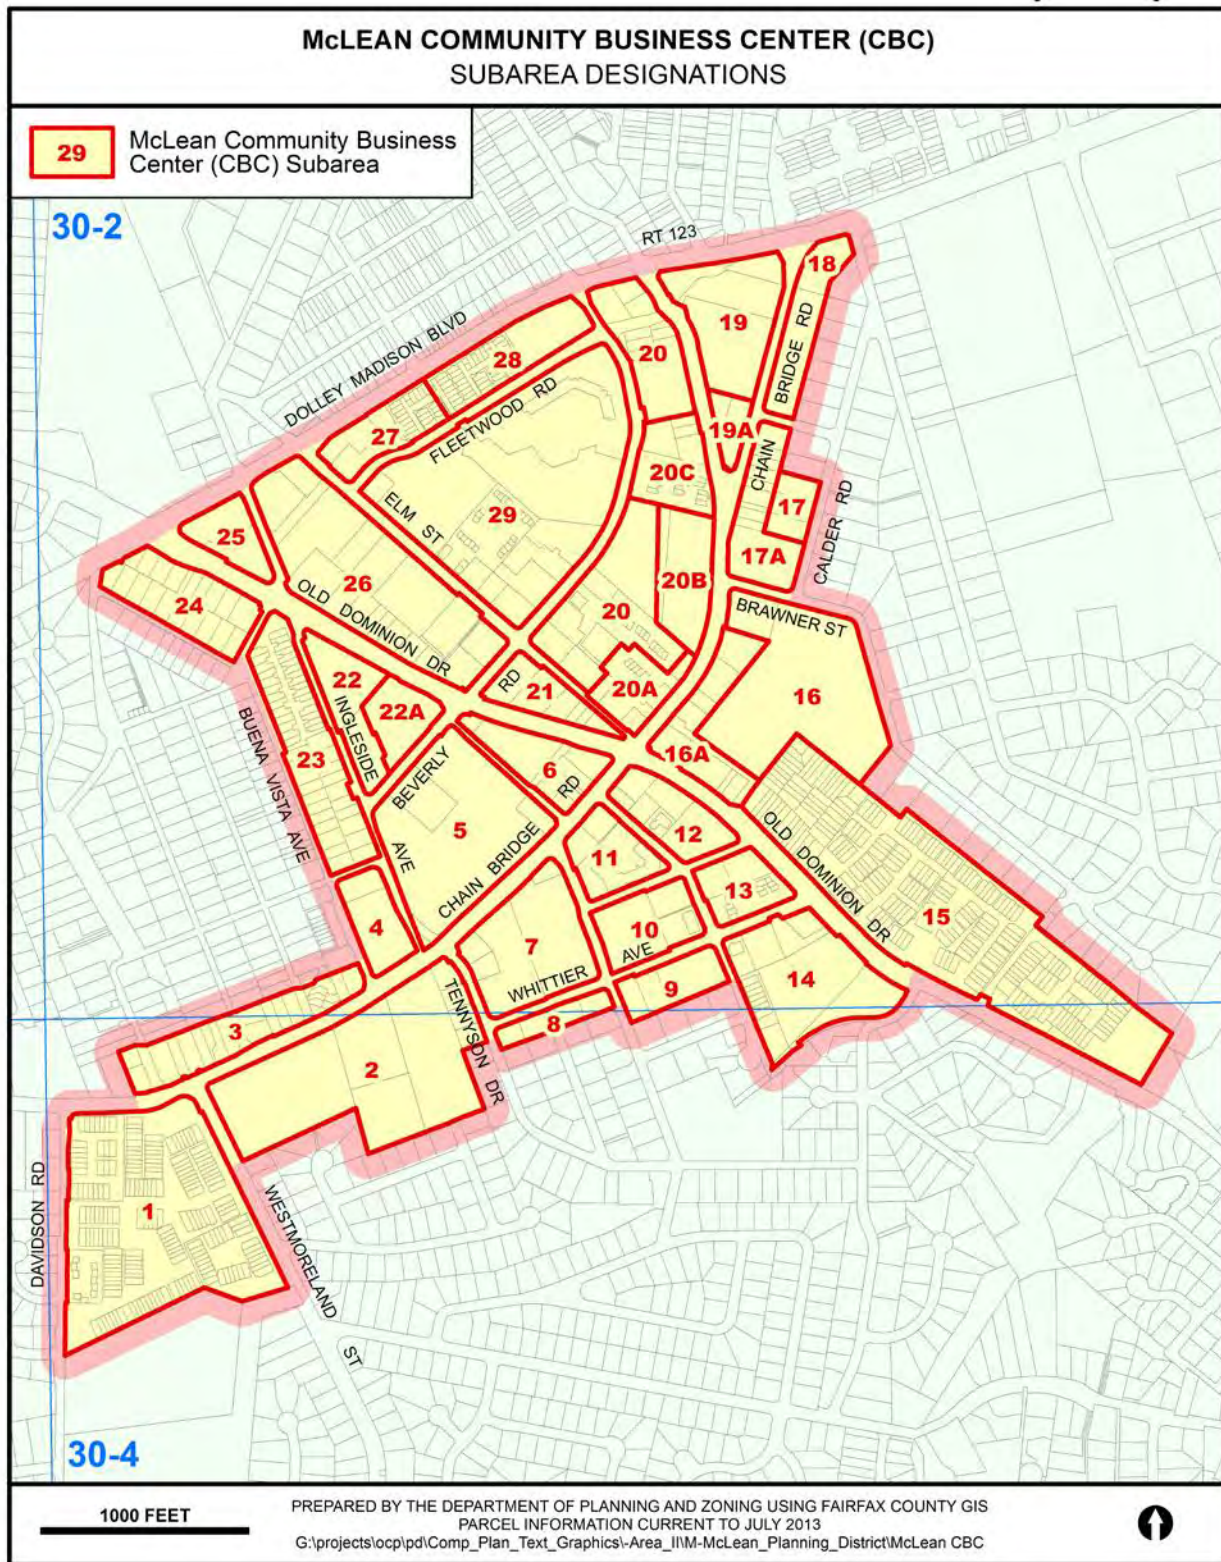 McLEAN COMMUNITY BUSINESS CENTER (CBC)
SUBAREA DESIGNATIONS
29
McLean Community Business
Center (CBC) Subarea
30-2
RT 123
18
19
BRIDGE RD
DOLLEY MADISON BLVD
28
20
27
FLEETWOOD RD
19A
CHAIN
20C
ELM ST
29
17
CALDER RD
25
17A
26
20B
24
OLD DOMINION DR
20
BRAWNER ST
22
RD
21
20A
16
INGLESIDE
22A
BUENA VISTA AVE
23
BEVERLY
6
RD
16A
5
AVE
12
OLD DOMINION DR
CHAIN BRIDGE
11
13
15
4
7
10
AVE
WHITTIER
9
14
TENNYSON DR
8
3
2
DAVIDSON RD
1
WESTMORELAND ST
30-4
1000 FEET
PREPARED BY THE DEPARTMENT OF PLANNING AND ZONING USING FAIRFAX COUNTY GIS
PARCEL INFORMATION CURRENT TO JULY 2013
G:\projects\ocp\pd\Comp_Plan_Text_Graphics\-Area_II\M-McLean_Planning_District\McLean CBC